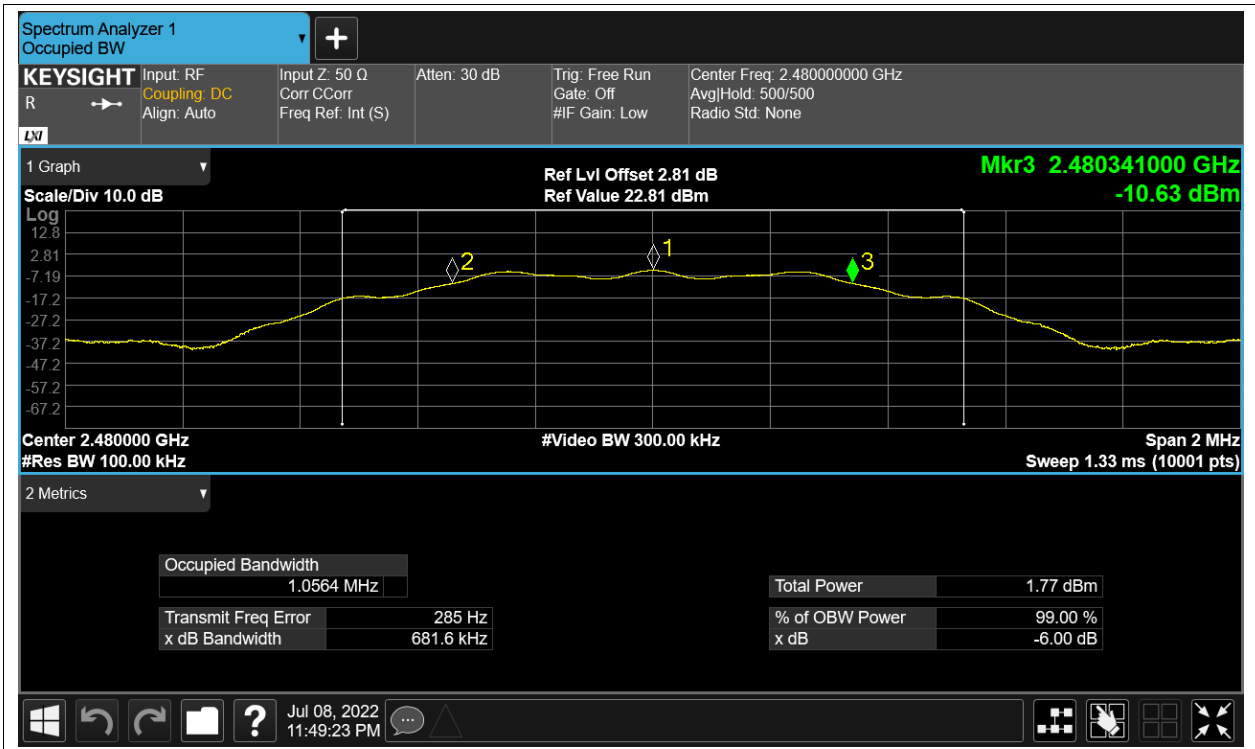 Spectrum Analyzer 1
Occupied BW
KEYSIGHT
R
LXI
Input: RF
Coupling: DC
Align: Auto
Input Z: 50 Ω
Corr CCorr
Freq Ref: Int (S)
Atten: 30 dB
Trig: Free Run
Gate: Off
#IF Gain: Low
Center Freq: 2.480000000 GHz
Avg|Hold: 500/500
Radio Std: None
1 Graph
Scale/Div 10.0 dB
Ref Lvl Offset 2.81 dB
Ref Value 22.81 dBm
Mkr3 2.480341000 GHz
-10.63 dBm
Log
12.8
2.81
-7.19
-17.2
-27.2
-37.2
-47.2
-57.2
-67.2
2
1
3
Center 2.480000 GHz
#Res BW 100.00 kHz
#Video BW 300.00 kHz
Span 2 MHz
Sweep 1.33 ms (10001 pts)
2 Metrics
Occupied Bandwidth
1.0564 MHz
Transmit Freq Error 285 Hz
x dB Bandwidth 681.6 kHz
Total Power 1.77 dBm
% of OBW Power 99.00 %
x dB -6.00 dB
?
Jul 08, 2022
11:49:23 PM